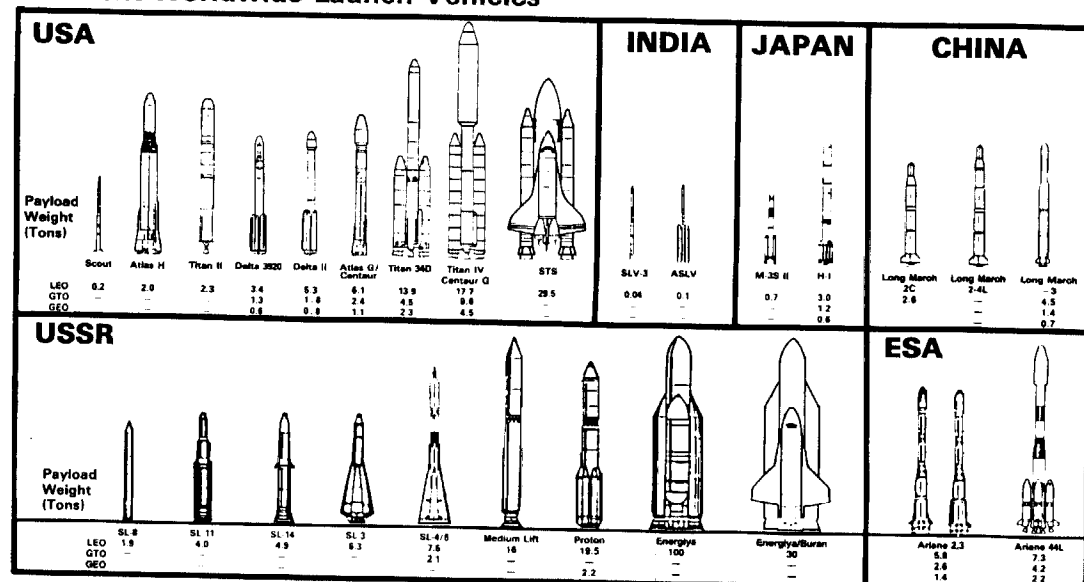 Worldwide Launch Vehicles
USA
Payload
Weight
(Tons)
Scout Atlas H Titan II Delta 3920 Delta II Atlas G/ Centaur Titan 34D Titan IV Centaur G STS
LEO 0.2 2.0 2.3 3.4 5.3 6.1 13.9 17.7 29.5
GTO — — — 1.3 2.4 4.5 —
GEO — — — 1.1 2.3 4.5 —
INDIA
SLV-3 ASLV
0.04 0.1
— —
— —
JAPAN
M-3S II H-I
0.7 3.0
— 1.2
— 0.6
CHINA
Long March 2C Long March 2-4L Long March 3
2.6 — 4.5
— — 1.4
— — 0.7
USSR
Payload
Weight
(Tons)
SL 8 SL 11 SL 14 SL 3 SL-4/6 Medium Lift Proton Energiya Energiya/Buran
LEO 1.9 4.0 4.9 6.3 16 19.5 100 30
GTO — — — — 2.1 — — — —
GEO — — — — — — 2.2 — —
ESA
Ariane 2,3 Ariane 44L
7.3
2.6 4.2
1.4 2.2